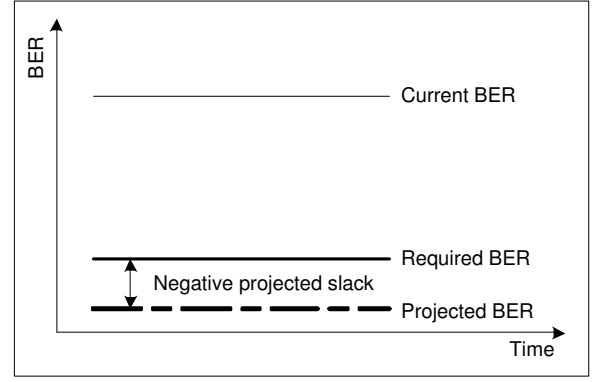 BER
Current BER
Required BER
Negative projected slack
Projected BER
Time